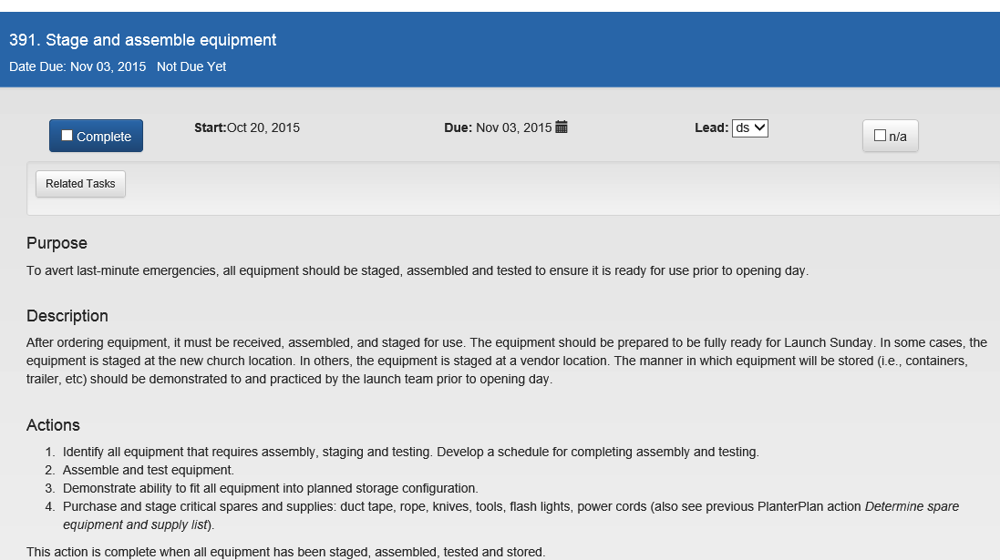 391. Stage and assemble equipment
Date Due: Nov 03, 2015 Not Due Yet
Complete Start:Oct 20, 2015 Due: Nov 03, 2015 Lead: ds n/a
Related Tasks
Purpose
To avert last-minute emergencies, all equipment should be staged, assembled and tested to ensure it is ready for use prior to opening day.
Description
After ordering equipment, it must be received, assembled, and staged for use. The equipment should be prepared to be fully ready for Launch Sunday. In some cases, the
equipment is staged at the new church location. In others, the equipment is staged at a vendor location. The manner in which equipment will be stored (i.e., containers,
trailer, etc) should be demonstrated to and practiced by the launch team prior to opening day.
Actions
1. Identify all equipment that requires assembly, staging and testing. Develop a schedule for completing assembly and testing.
2. Assemble and test equipment.
3. Demonstrate ability to fit all equipment into planned storage configuration.
4. Purchase and stage critical spares and supplies: duct tape, rope, knives, tools, flash lights, power cords (also see previous PlanterPlan action Determine spare
equipment and supply list).
This action is complete when all equipment has been staged, assembled, tested and stored.